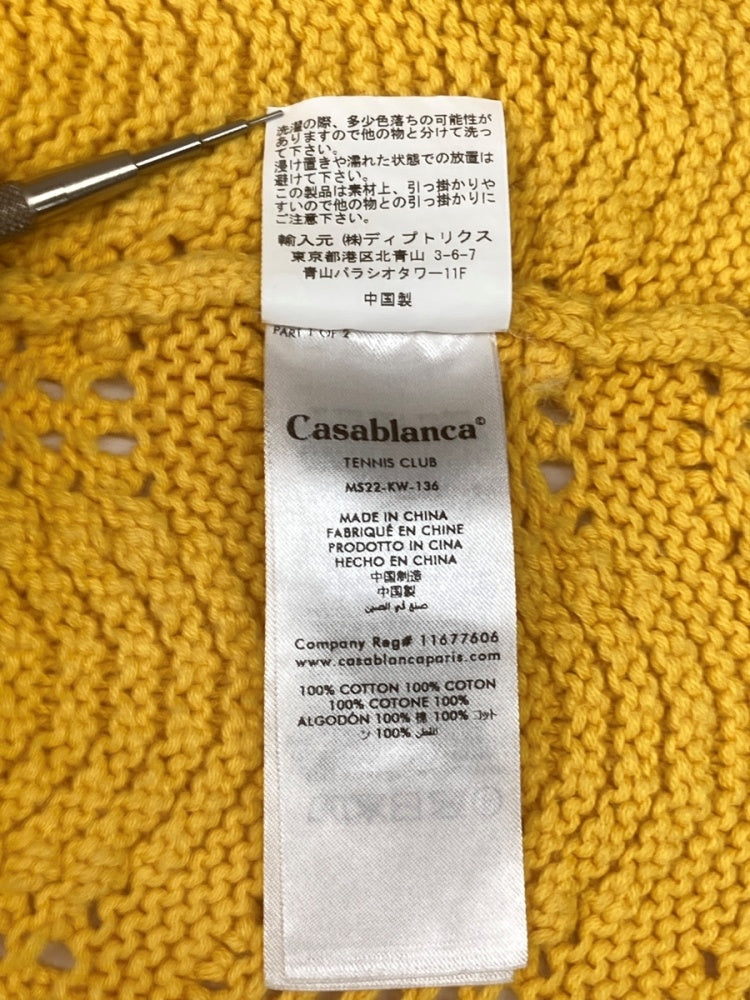 洗濯の際、多少色落ちの可能性が
ありますので他の物と分けて洗っ
て下さい。
浸け置きや濡れた状態での放置は
避けて下さい。
この製品は素材上、引っ掛かりや
すいので他の物との引っ掛かりに
ご注意下さい。
輸入元 ㈱ディプトリクス
東京都港区北青山 3-6-7
青山パラシオタワー11F
中国製
PART 1 OF 2
Casablanca©
TENNIS CLUB
MS22-KW-136
MADE IN CHINA
FABRIQUÉ EN CHINE
PRODOTTO IN CINA
HECHO EN CHINA
中国制造
中国製
صنع في الصين
Company Reg# 11677606
www.casablancaparis.com
100% COTTON 100% COTON
100% COTONE 100%
ALGODÓN 100% 棉 100% コット
ン 100% القطن